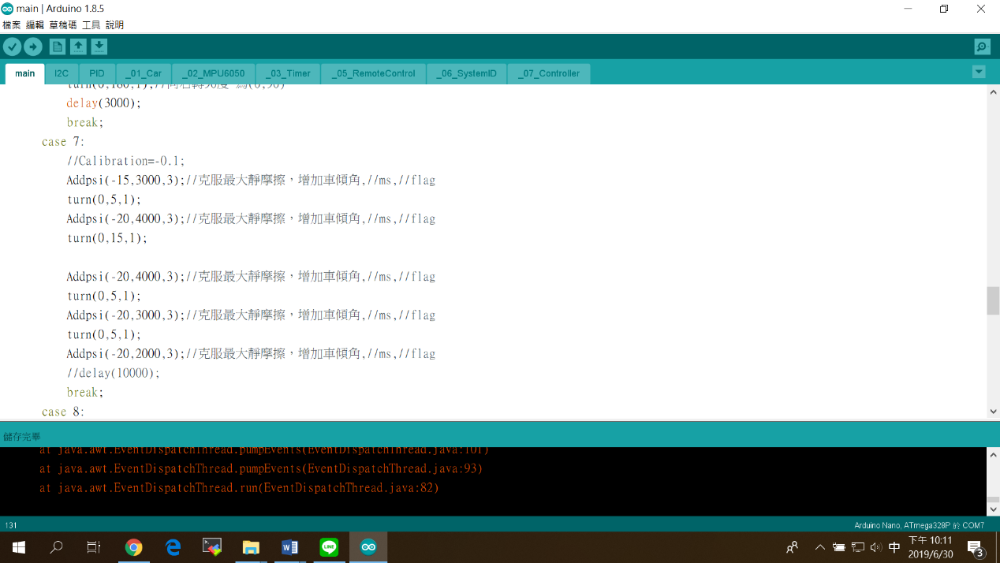 main | Arduino 1.8.5
檔案 編輯 草稿碼 工具 說明
main I2C PID _01_Car _02_MPU6050 _03_Timer _05_RemoteControl _06_SystemID _07_Controller
turn(0,180,1);//向右轉90度 為(0,90)
delay(3000);
break;
case 7:
//Calibration=-0.1;
Addpsi(-15,3000,3);//克服最大靜摩擦，增加車傾角,//ms,//flag
turn(0,5,1);
Addpsi(-20,4000,3);//克服最大靜摩擦，增加車傾角,//ms,//flag
turn(0,15,1);
Addpsi(-20,4000,3);//克服最大靜摩擦，增加車傾角,//ms,//flag
turn(0,5,1);
Addpsi(-20,3000,3);//克服最大靜摩擦，增加車傾角,//ms,//flag
turn(0,5,1);
Addpsi(-20,2000,3);//克服最大靜摩擦，增加車傾角,//ms,//flag
//delay(10000);
break;
case 8:
儲存完畢
at java.awt.EventDispatchThread.pumpEvents(EventDispatchThread.java:101)
at java.awt.EventDispatchThread.pumpEvents(EventDispatchThread.java:93)
at java.awt.EventDispatchThread.run(EventDispatchThread.java:82)
131 Arduino Nano, ATmega328P 於 COM7
中 下午 10:11
2019/6/30 3
LINE